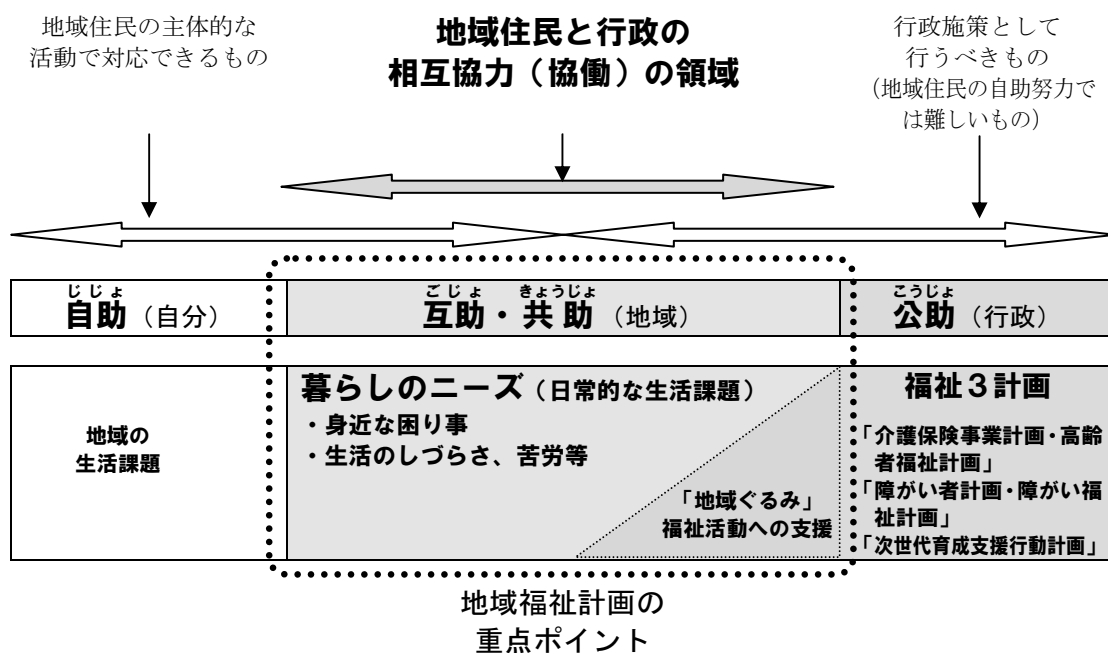 地域住民の主体的な
活動で対応できるもの
地域住民と行政の
相互協力(協働)の領域
行政施策として
行うべきもの
(地域住民の自助努力で
は難しいもの)
じじょ
自助(自分)
ごじょ きょうじょ
互助・共助(地域)
こうじょ
公助(行政)
地域の
生活課題
暮らしのニーズ(日常的な生活課題)
・身近な困り事
・生活のしづらさ、苦労等
「地域ぐるみ」
福祉活動への支援
福祉3計画
「介護保険事業計画・高齢
者福祉計画」
「障がい者計画・障がい福
祉計画」
「次世代育成支援行動計画」
地域福祉計画の
重点ポイント